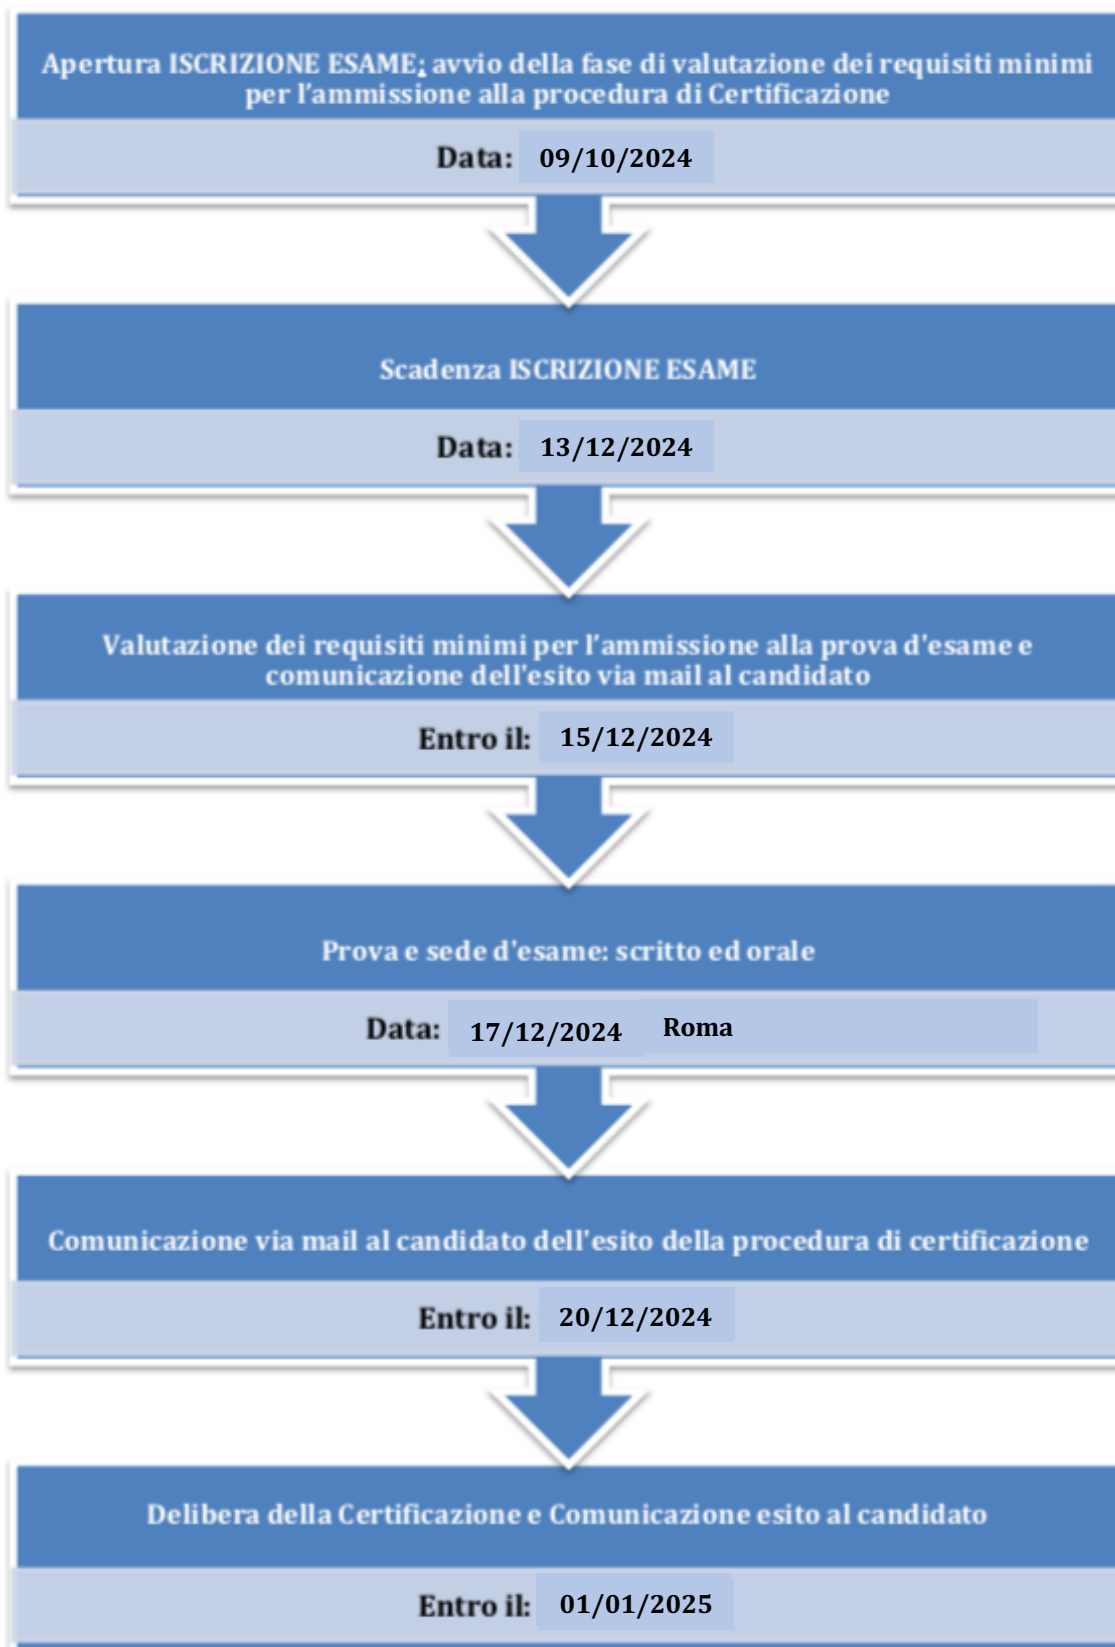 Apertura ISCRIZIONE ESAME; avvio della fase di valutazione dei requisiti minimi
per l'ammissione alla procedura di Certificazione
Data: 09/10/2024
Scadenza ISCRIZIONE ESAME
Data: 13/12/2024
Valutazione dei requisiti minimi per l'ammissione alla prova d'esame e
comunicazione dell'esito via mail al candidato
Entro il: 15/12/2024
Prova e sede d'esame: scritto ed orale
Data: 17/12/2024 Roma
Comunicazione via mail al candidato dell'esito della procedura di certificazione
Entro il: 20/12/2024
Delibera della Certificazione e Comunicazione esito al candidato
Entro il: 01/01/2025